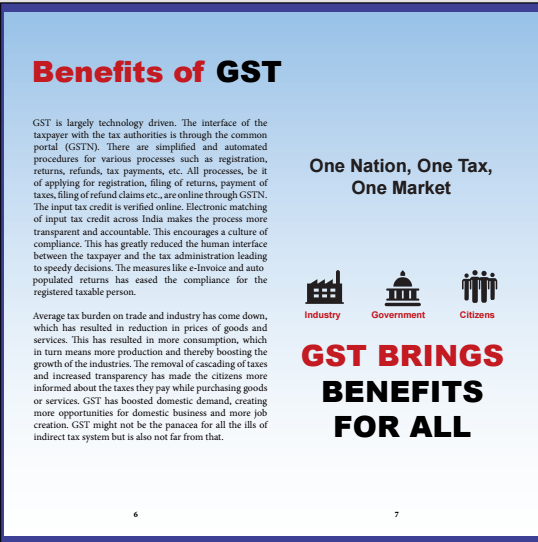 Benefits of GST
GST is largely technology driven. The interface of the
taxpayer with the tax authorities is through the common
portal (GSTN). There are simplified and automated
procedures for various processes such as registration,
returns, refunds, tax payments, etc. All processes, be it
of applying for registration, filing of returns, payment of
taxes, filing of refund claims etc., are online through GSTN.
The input tax credit is verified online. Electronic matching
of input tax credit across India makes the process more
transparent and accountable. This encourages a culture of
compliance. This has greatly reduced the human interface
between the taxpayer and the tax administration leading
to speedy decisions. The measures like e-Invoice and auto
populated returns has eased the compliance for the
registered taxable person.
Average tax burden on trade and industry has come down,
which has resulted in reduction in prices of goods and
services. This has resulted in more consumption, which
in turn means more production and thereby boosting the
growth of the industries. The removal of cascading of taxes
and increased transparency has made the citizens more
informed about the taxes they pay while purchasing goods
or services. GST has boosted domestic demand, creating
more opportunities for domestic business and more job
creation. GST might not be the panacea for all the ills of
indirect tax system but is also not far from that.
6
One Nation, One Tax,
One Market
Industry Government Citizens
GST BRINGS
BENEFITS
FOR ALL
7